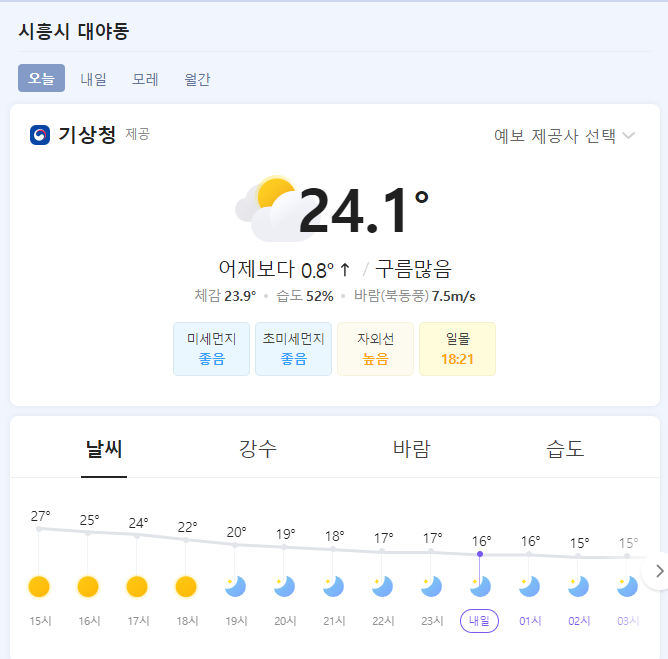 시흥시 대야동
오늘 내일 모레 월간
기상청 제공 예보 제공사 선택
24.1°
어제보다 0.8° ↑ / 구름많음
체감 23.9° • 습도 52% • 바람(북동풍) 7.5m/s
미세먼지 초미세먼지 자외선 일몰
좋음 좋음 높음 18:21
날씨 강수 바람 습도
27° 25° 24° 22° 20° 19° 18° 17° 17° 16° 16° 15° 15°
15시 16시 17시 18시 19시 20시 21시 22시 23시 내일 01시 02시 03시